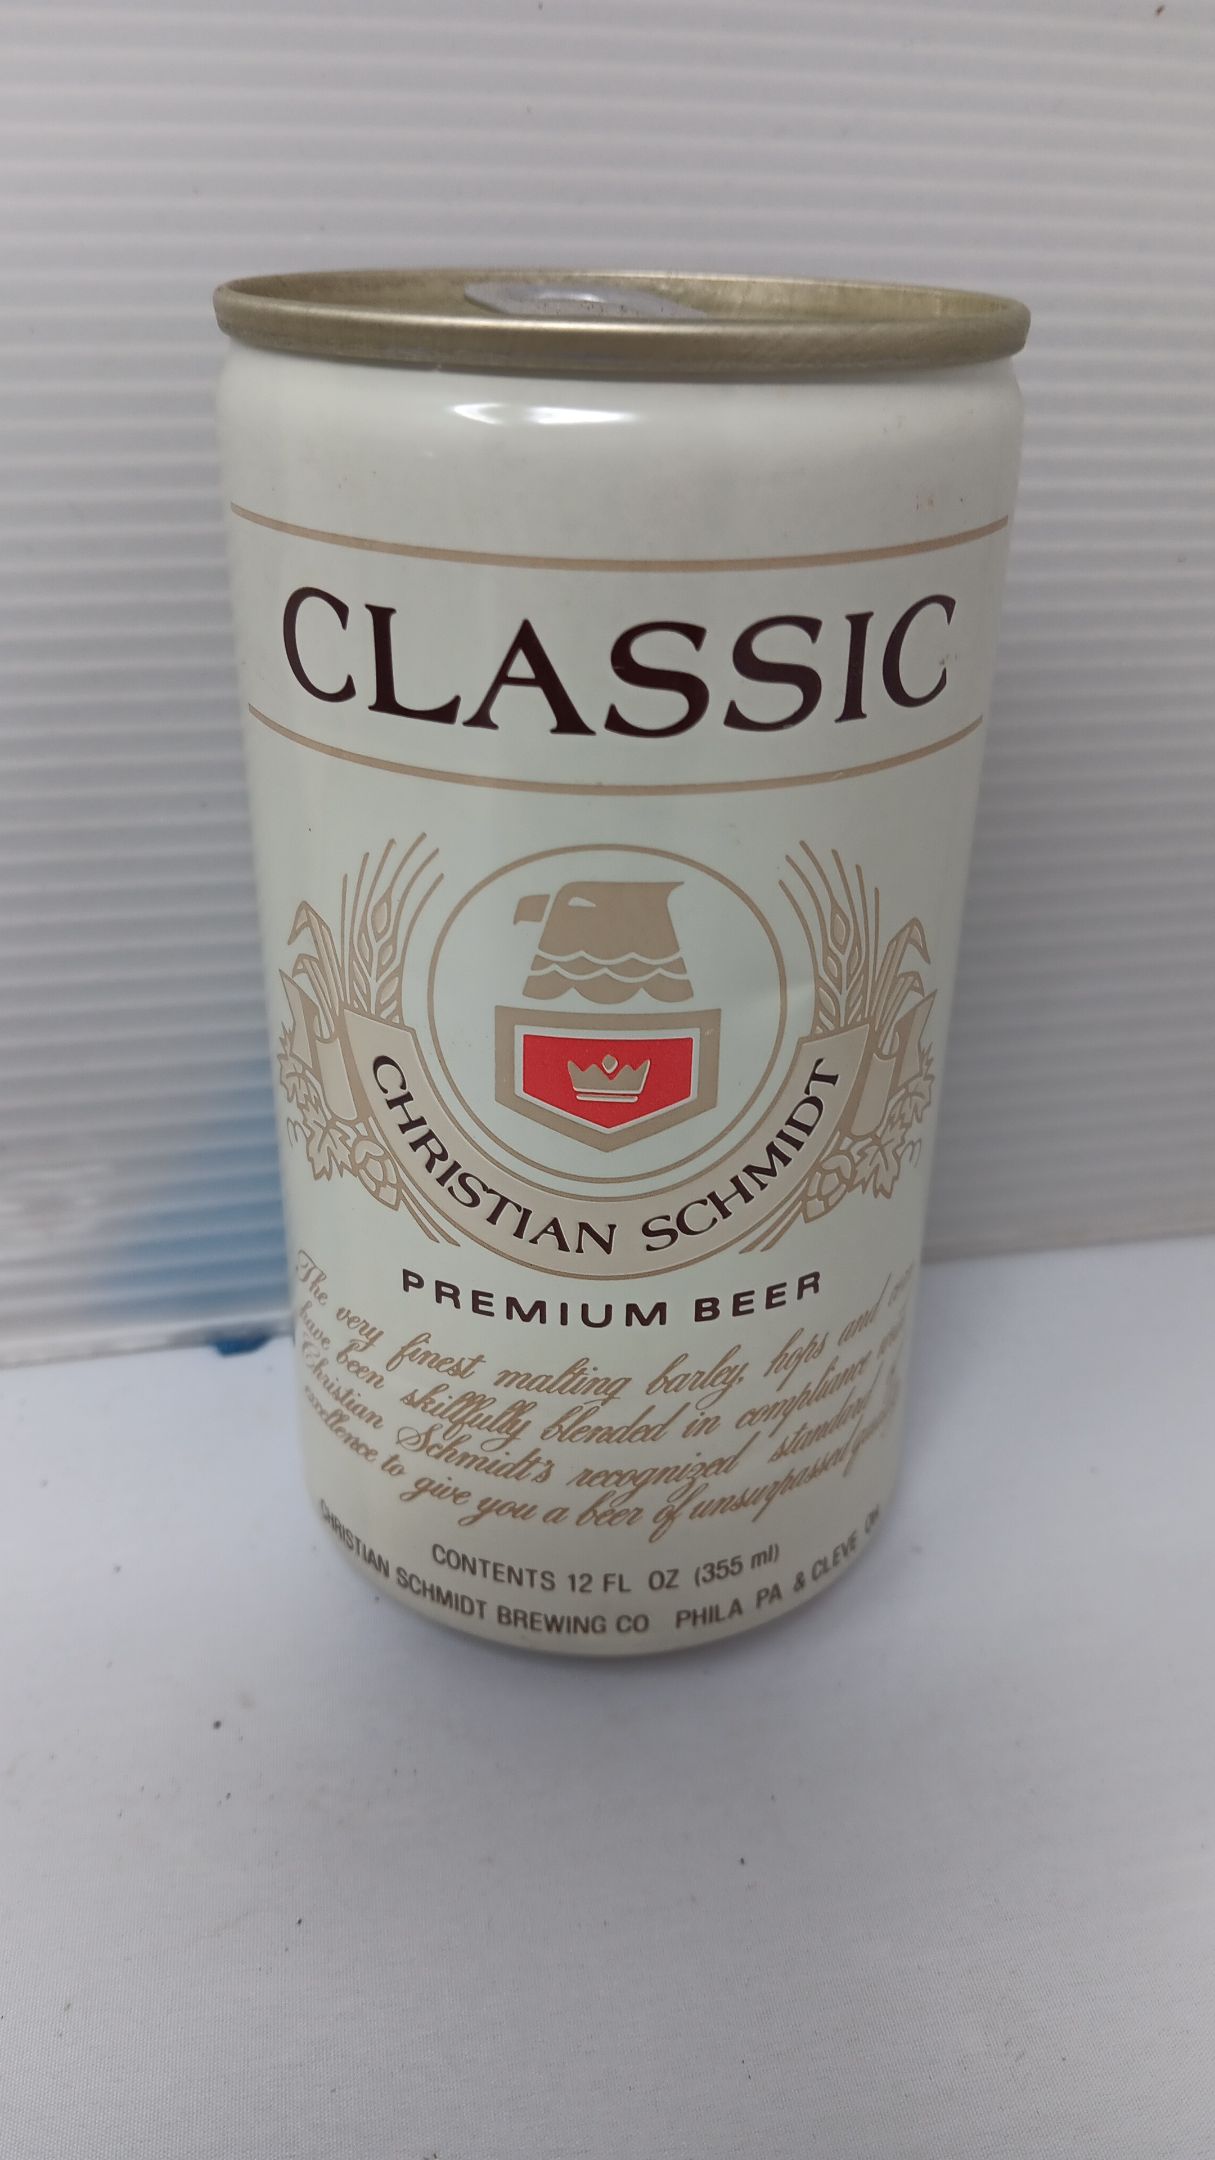 CLASSIC
CHRISTIAN SCHMIDT
PREMIUM BEER
The very finest malting barley, hops and
have been skillfully blended in compliance
Christian Schmidt's recognized standard
excellence to give you a beer of unsurpassed
CONTENTS 12 FL OZ (355 ml)
CHRISTIAN SCHMIDT BREWING CO PHILA PA & CLEVE OH